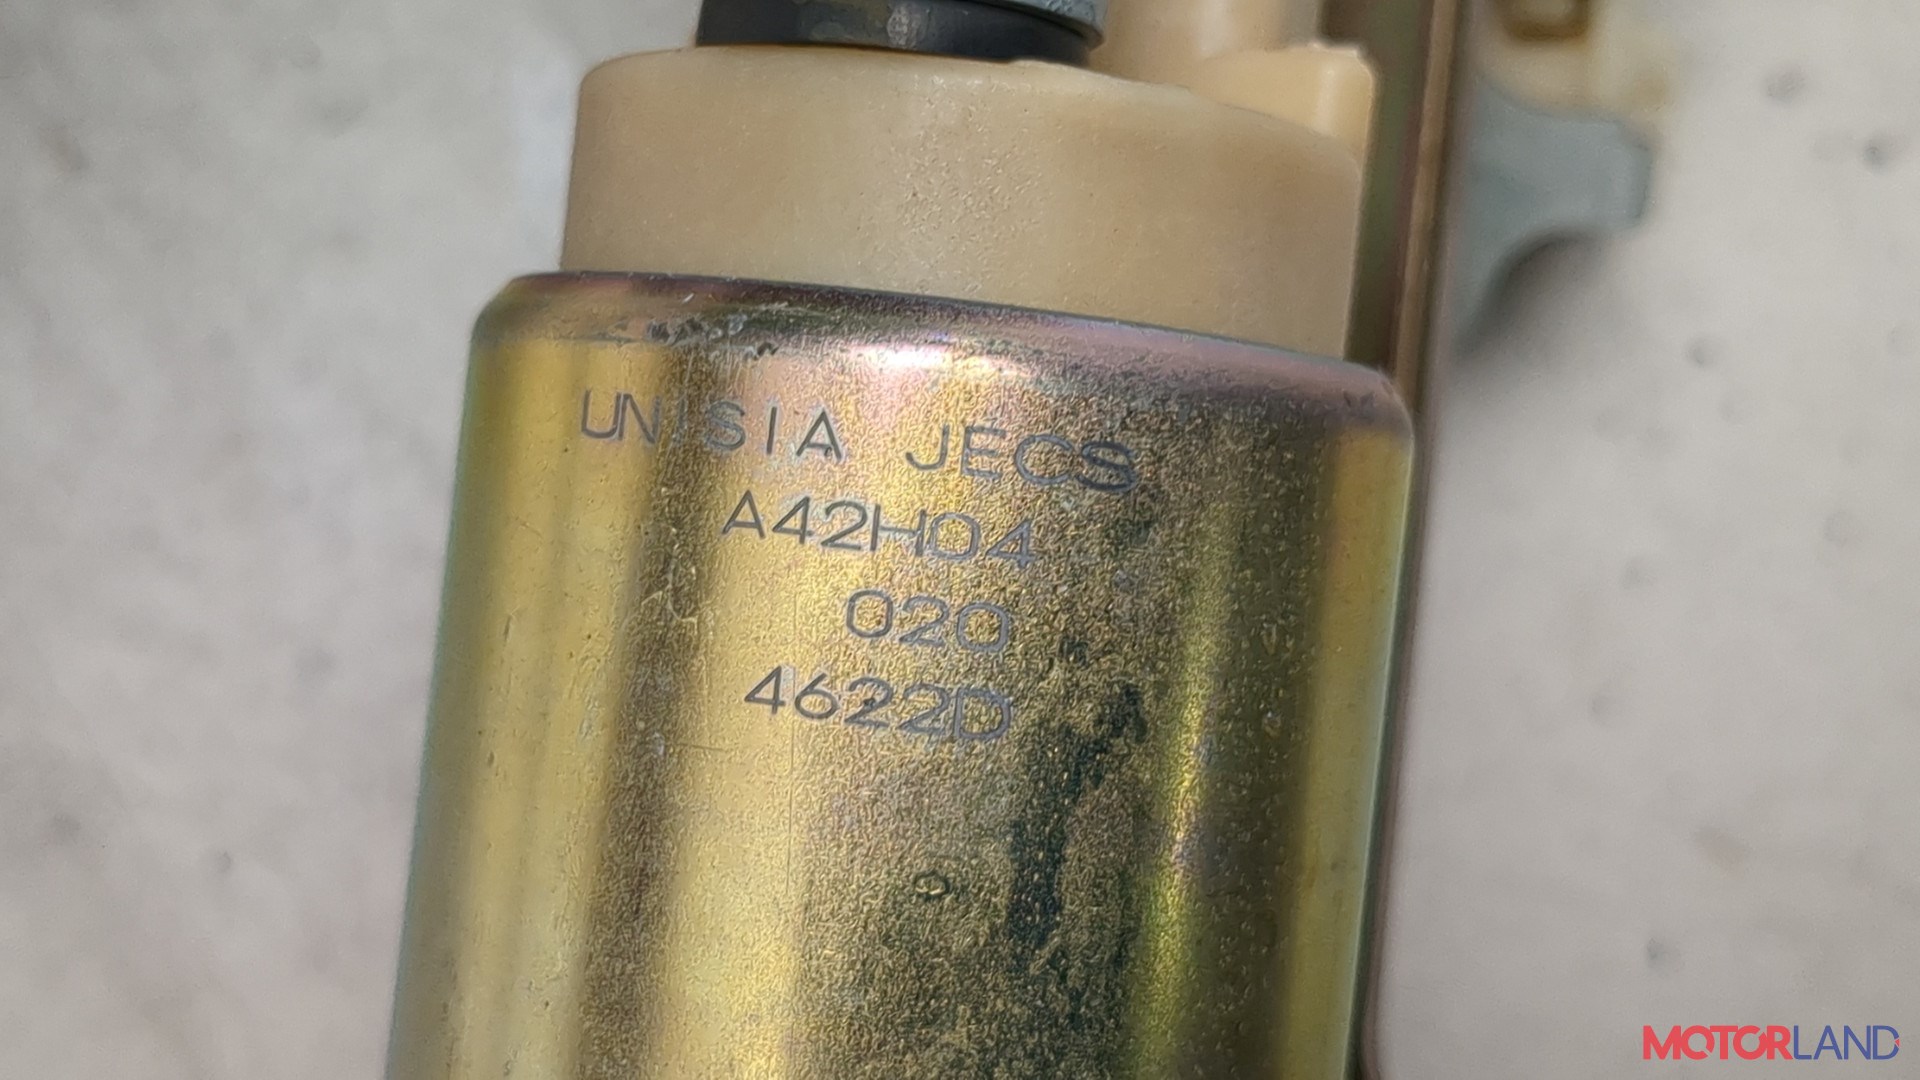 UNISIA JECS
A42H04
020
4622D
MOTORLAND